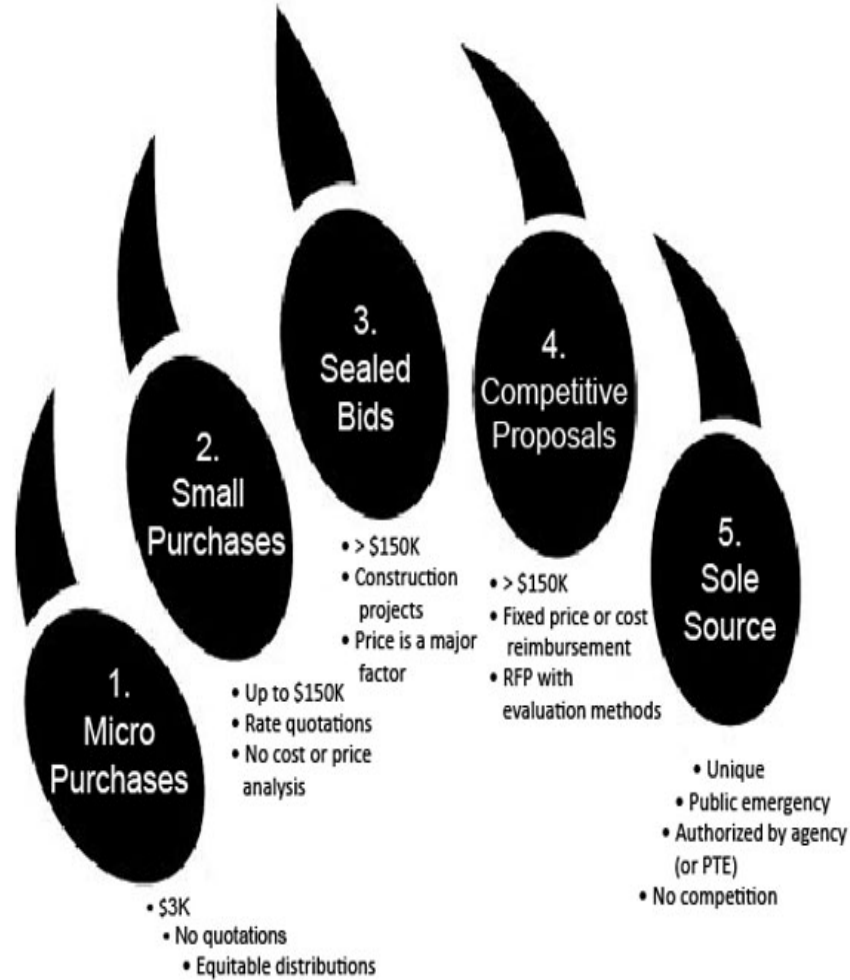 1.
Micro
Purchases
• $3K
• No quotations
• Equitable distributions
2.
Small
Purchases
• Up to $150K
• Rate quotations
• No cost or price
analysis
3.
Sealed
Bids
• > $150K
• Construction
projects
• Price is a major
factor
4.
Competitive
Proposals
• > $150K
• Fixed price or cost
reimbursement
• RFP with
evaluation methods
5.
Sole
Source
• Unique
• Public emergency
• Authorized by agency
(or PTE)
• No competition